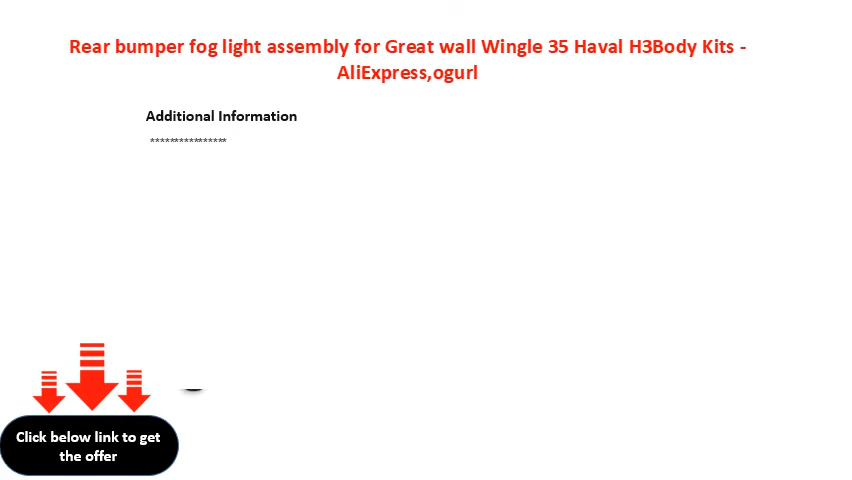 Rear bumper fog light assembly for Great wall Wingle 35 Haval H3Body Kits -
AliExpress,ogurl
Additional Information
****************
Click below link to get
the offer